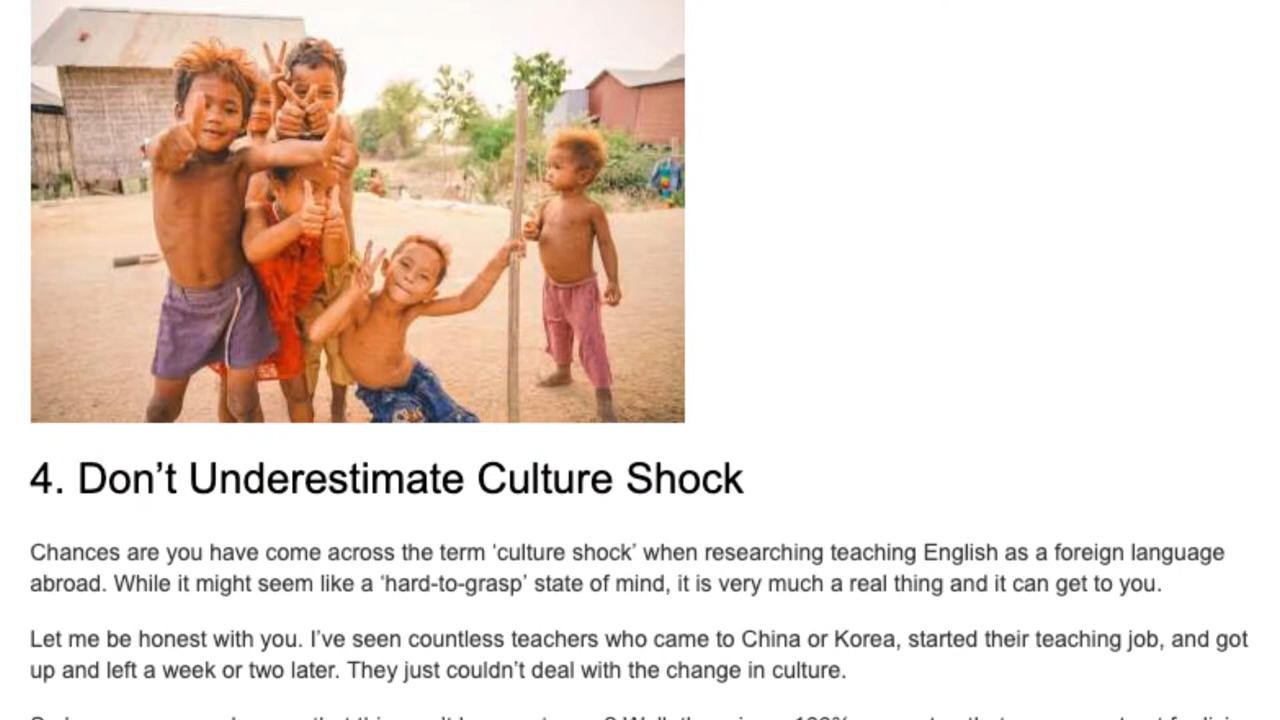 4. Don’t Underestimate Culture Shock
Chances are you have come across the term ‘culture shock’ when researching teaching English as a foreign language
abroad. While it might seem like a ‘hard-to-grasp’ state of mind, it is very much a real thing and it can get to you.
Let me be honest with you. I’ve seen countless teachers who came to China or Korea, started their teaching job, and got
up and left a week or two later. They just couldn’t deal with the change in culture.